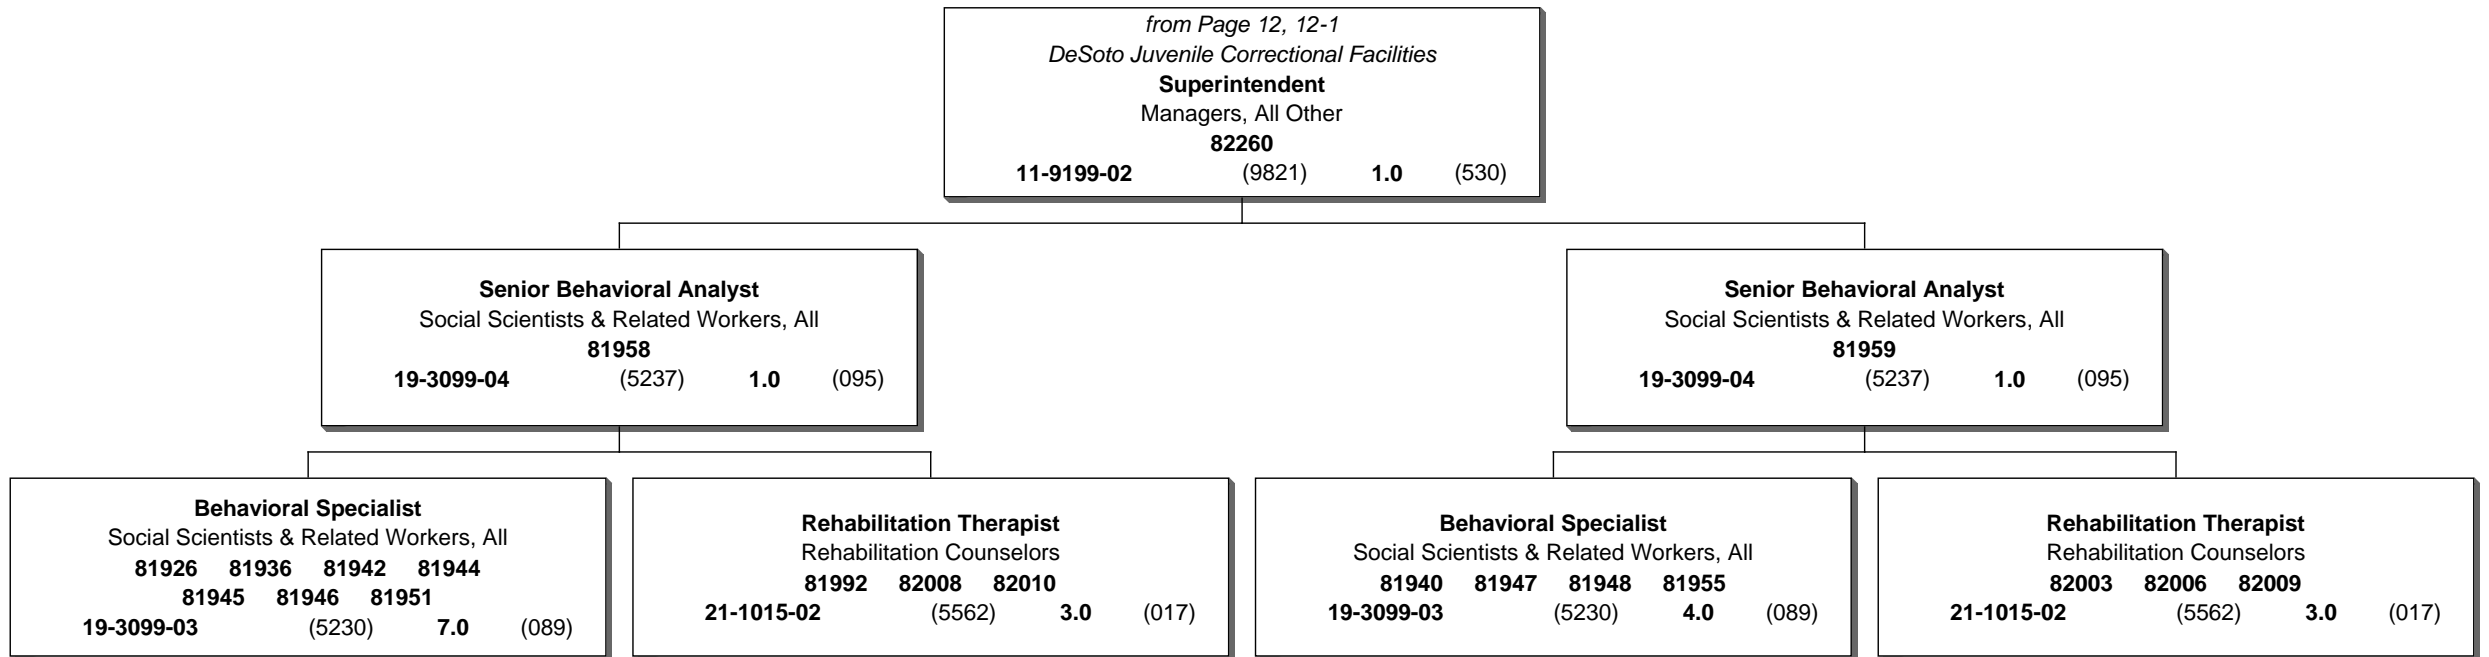 from Page 12, 12-1
DeSoto Juvenile Correctional Facilities
Superintendent
Managers, All Other
82260
11-9199-02 (9821) 1.0 (530)
Senior Behavioral Analyst
Social Scientists & Related Workers, All
81958
19-3099-04 (5237) 1.0 (095)
Senior Behavioral Analyst
Social Scientists & Related Workers, All
81959
19-3099-04 (5237) 1.0 (095)
Behavioral Specialist
Social Scientists & Related Workers, All
81926 81936 81942 81944
81945 81946 81951
19-3099-03 (5230) 7.0 (089)
Rehabilitation Therapist
Rehabilitation Counselors
81992 82008 82010
21-1015-02 (5562) 3.0 (017)
Behavioral Specialist
Social Scientists & Related Workers, All
81940 81947 81948 81955
19-3099-03 (5230) 4.0 (089)
Rehabilitation Therapist
Rehabilitation Counselors
82003 82006 82009
21-1015-02 (5562) 3.0 (017)